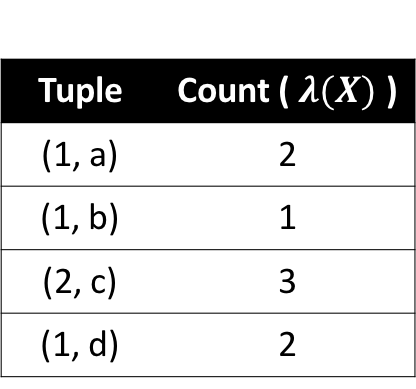 Tuple Count ( λ(X) )
(1, a) 2
(1, b) 1
(2, c) 3
(1, d) 2